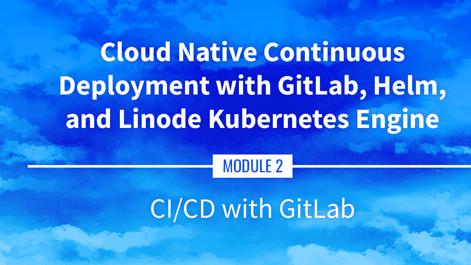 Cloud Native Continuous
Deployment with GitLab, Helm,
and Linode Kubernetes Engine
MODULE 2
CI/CD with GitLab